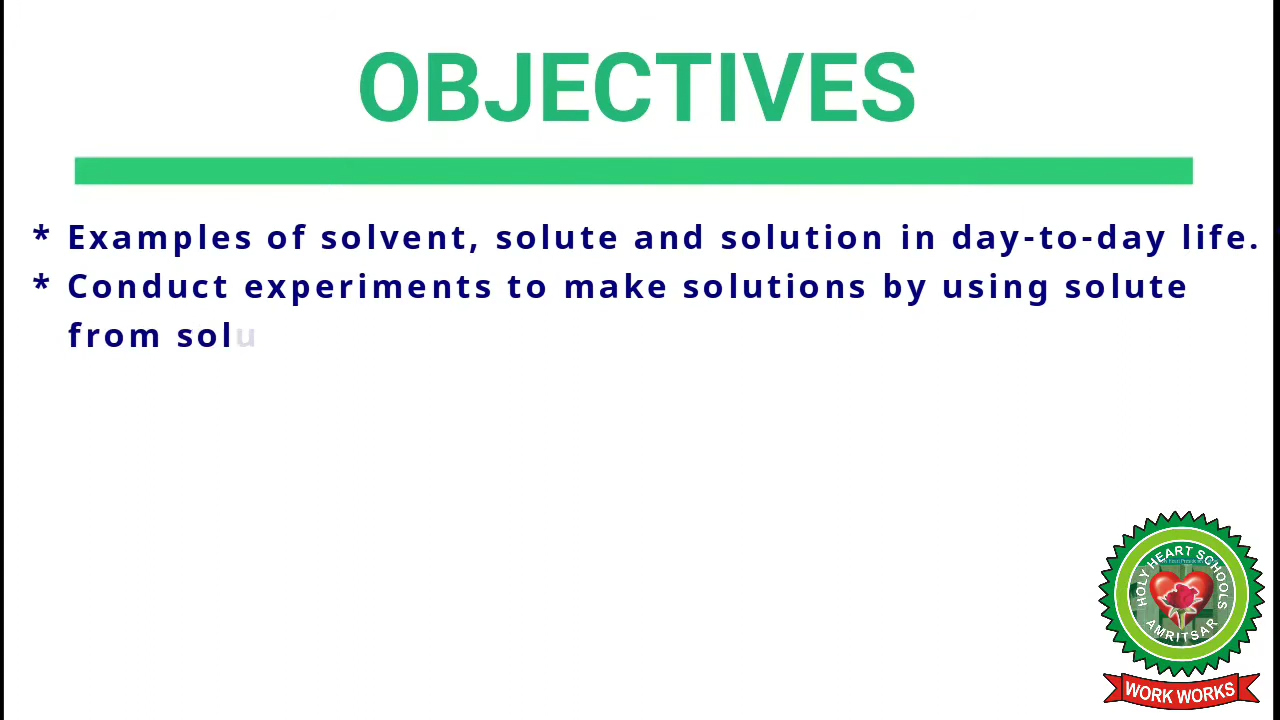 OBJECTIVES
* Examples of solvent, solute and solution in day-to-day life.
* Conduct experiments to make solutions by using solute
from solu
HOLY HEART SCHOOLS
AMRITSAR
WORK WORKS